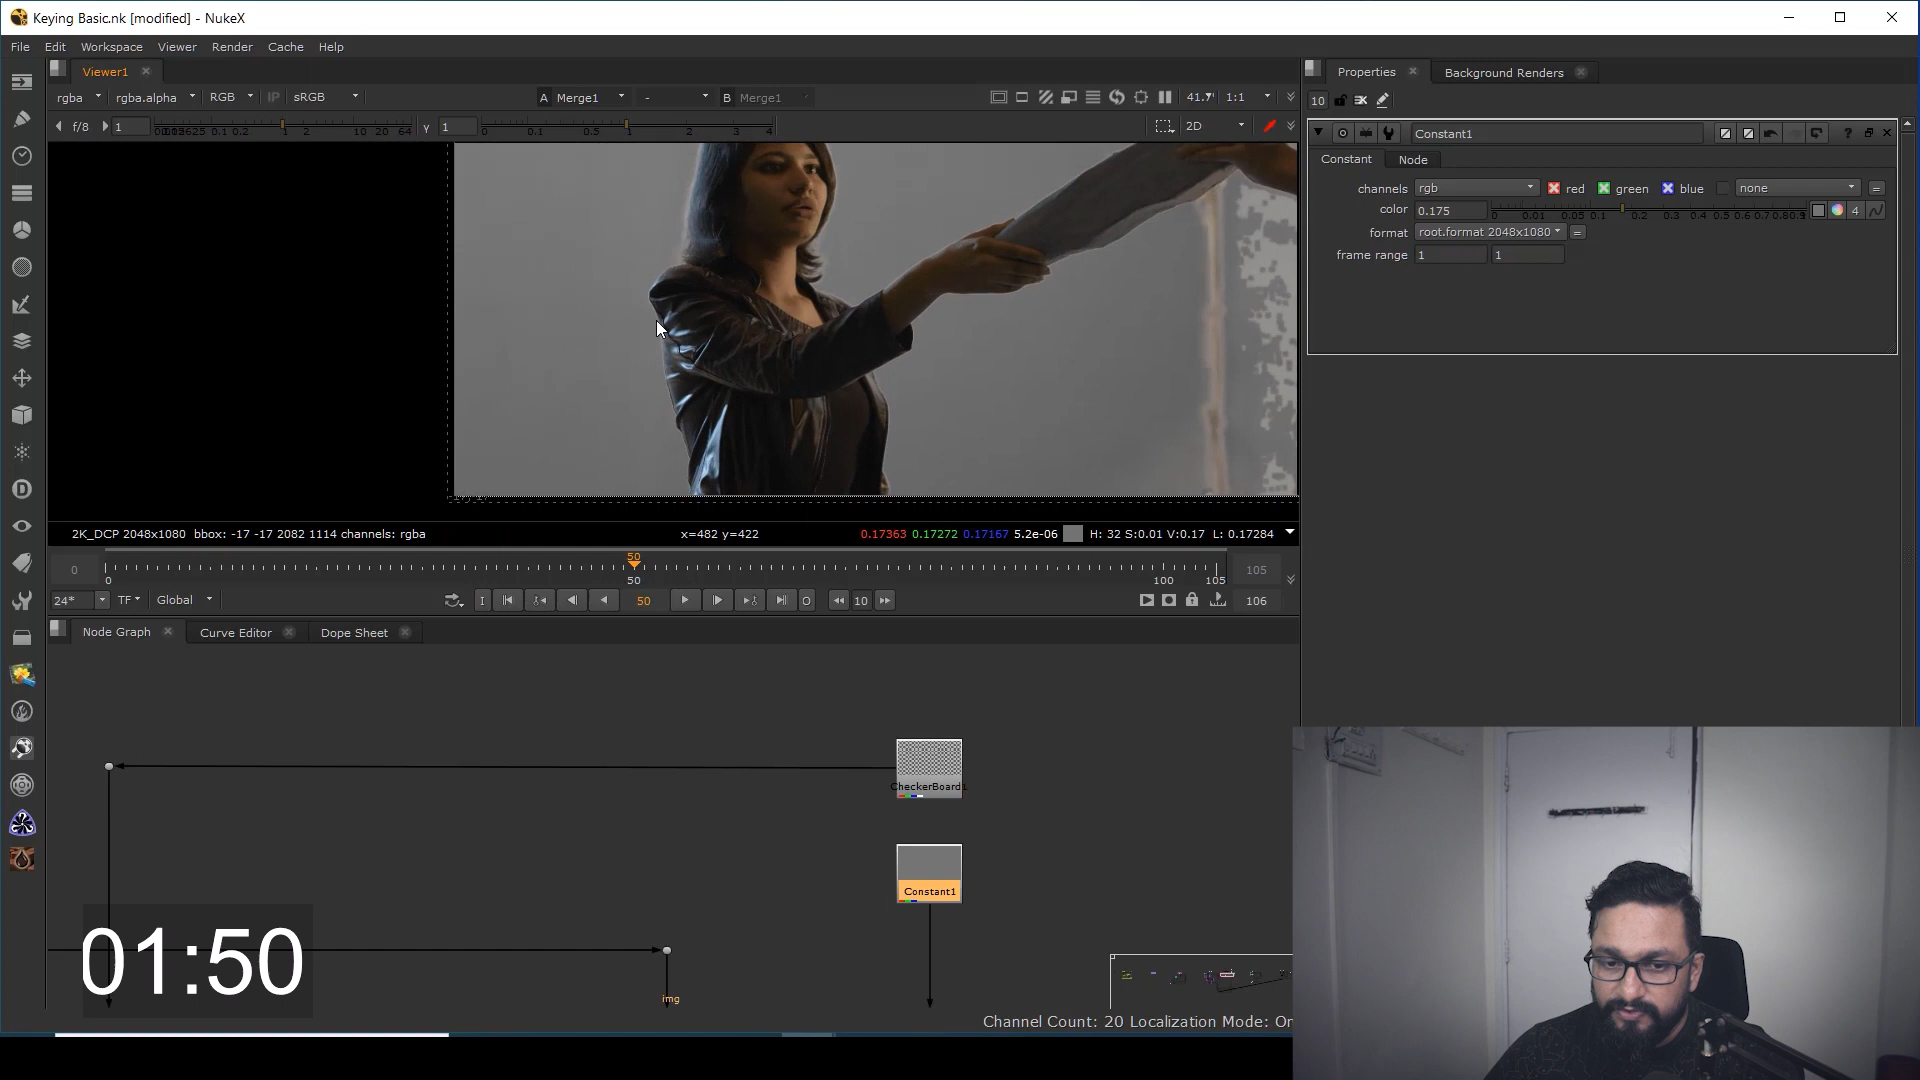 Keying Basic.nk [modified] - NukeX
File Edit Workspace Viewer Render Cache Help
Viewer1
rgba rgba.alpha RGB IP sRGB A Merge1 - B Merge1 1:1
f/8 1 Y 1 2D
2K_DCP 2048x1080 bbox: -17 -17 2082 1114 channels: rgba x=482 y=422 0.17363 0.17272 0.17167 5.2e-06 H: 32 S:0.01 V:0.17 L: 0.17284
0 50 105
0 50 100 105
24* TF Global I 50 O 10 106
Node Graph Curve Editor Dope Sheet
CheckerBoard1
Constant1
img
01:50
Channel Count: 20 Localization Mode: On
Properties Background Renders
10
Constant1
Constant Node
channels rgb red green blue none =
color 0.175 4
format root.format 2048x1080 =
frame range 1 1